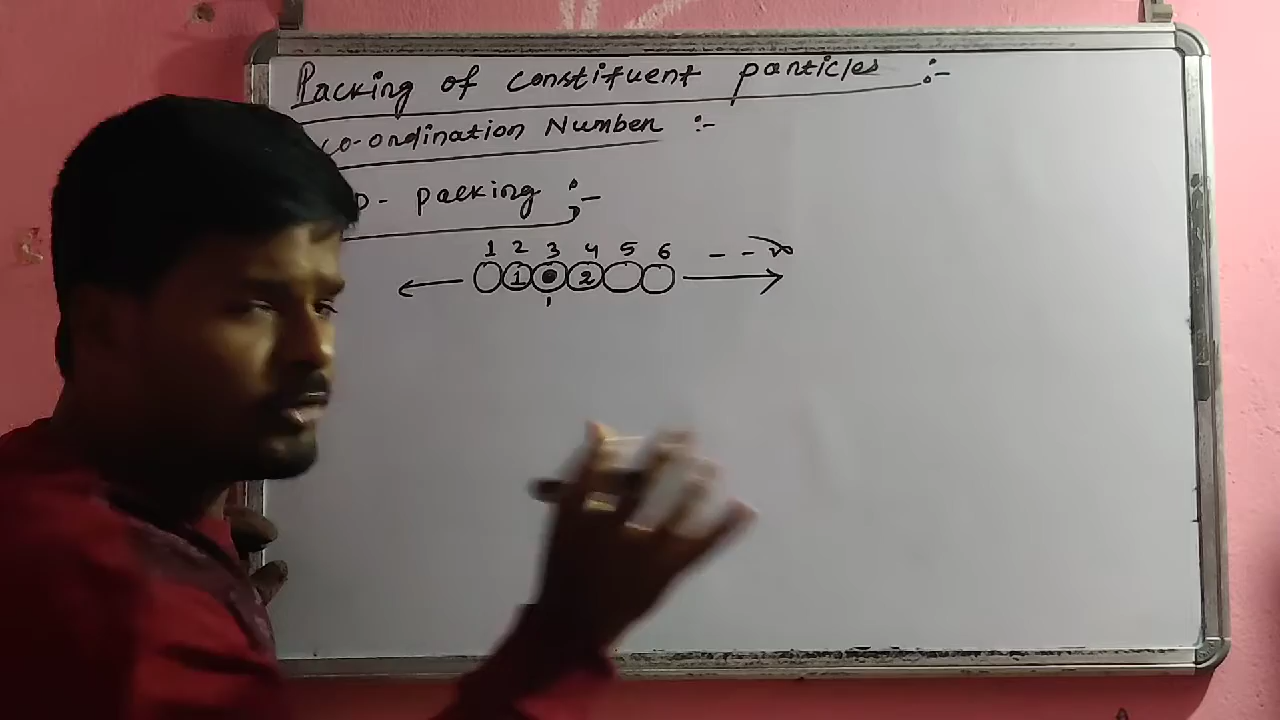 Packing of constituent particles :-
co-ordination Number :-
D- packing :-
1 2 3 4 5 6 - - ∞
1 2